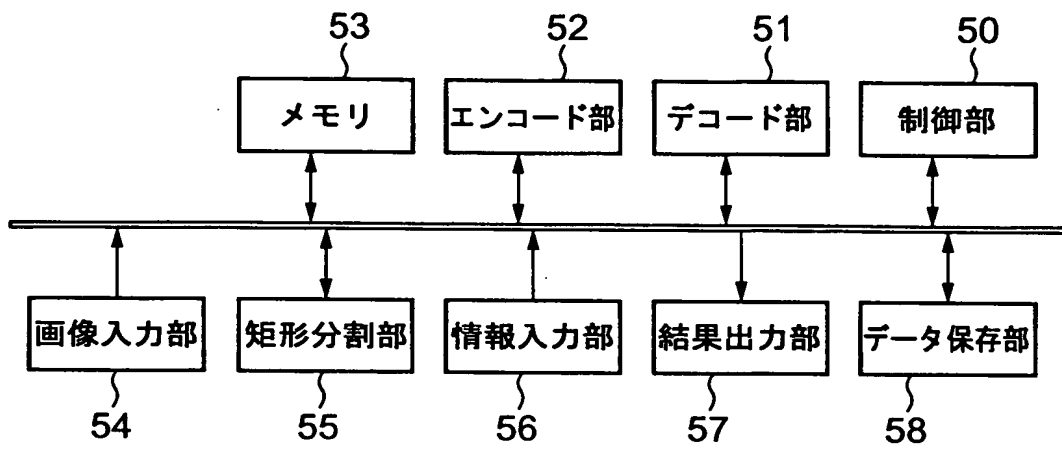 53 52 51 50
メモリ エンコード部 デコード部 制御部
画像入力部 矩形分割部 情報入力部 結果出力部 データ保存部
54 55 56 57 58